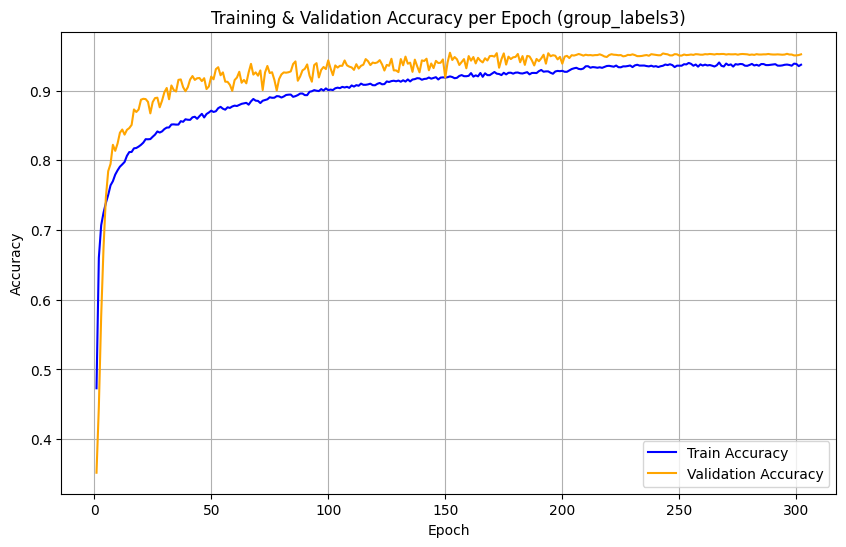 Training & Validation Accuracy per Epoch (group_labels3)
Accuracy
0.9
0.8
0.7
0.6
0.5
0.4
0
50
100
150
200
250
300
Epoch
Train Accuracy
Validation Accuracy